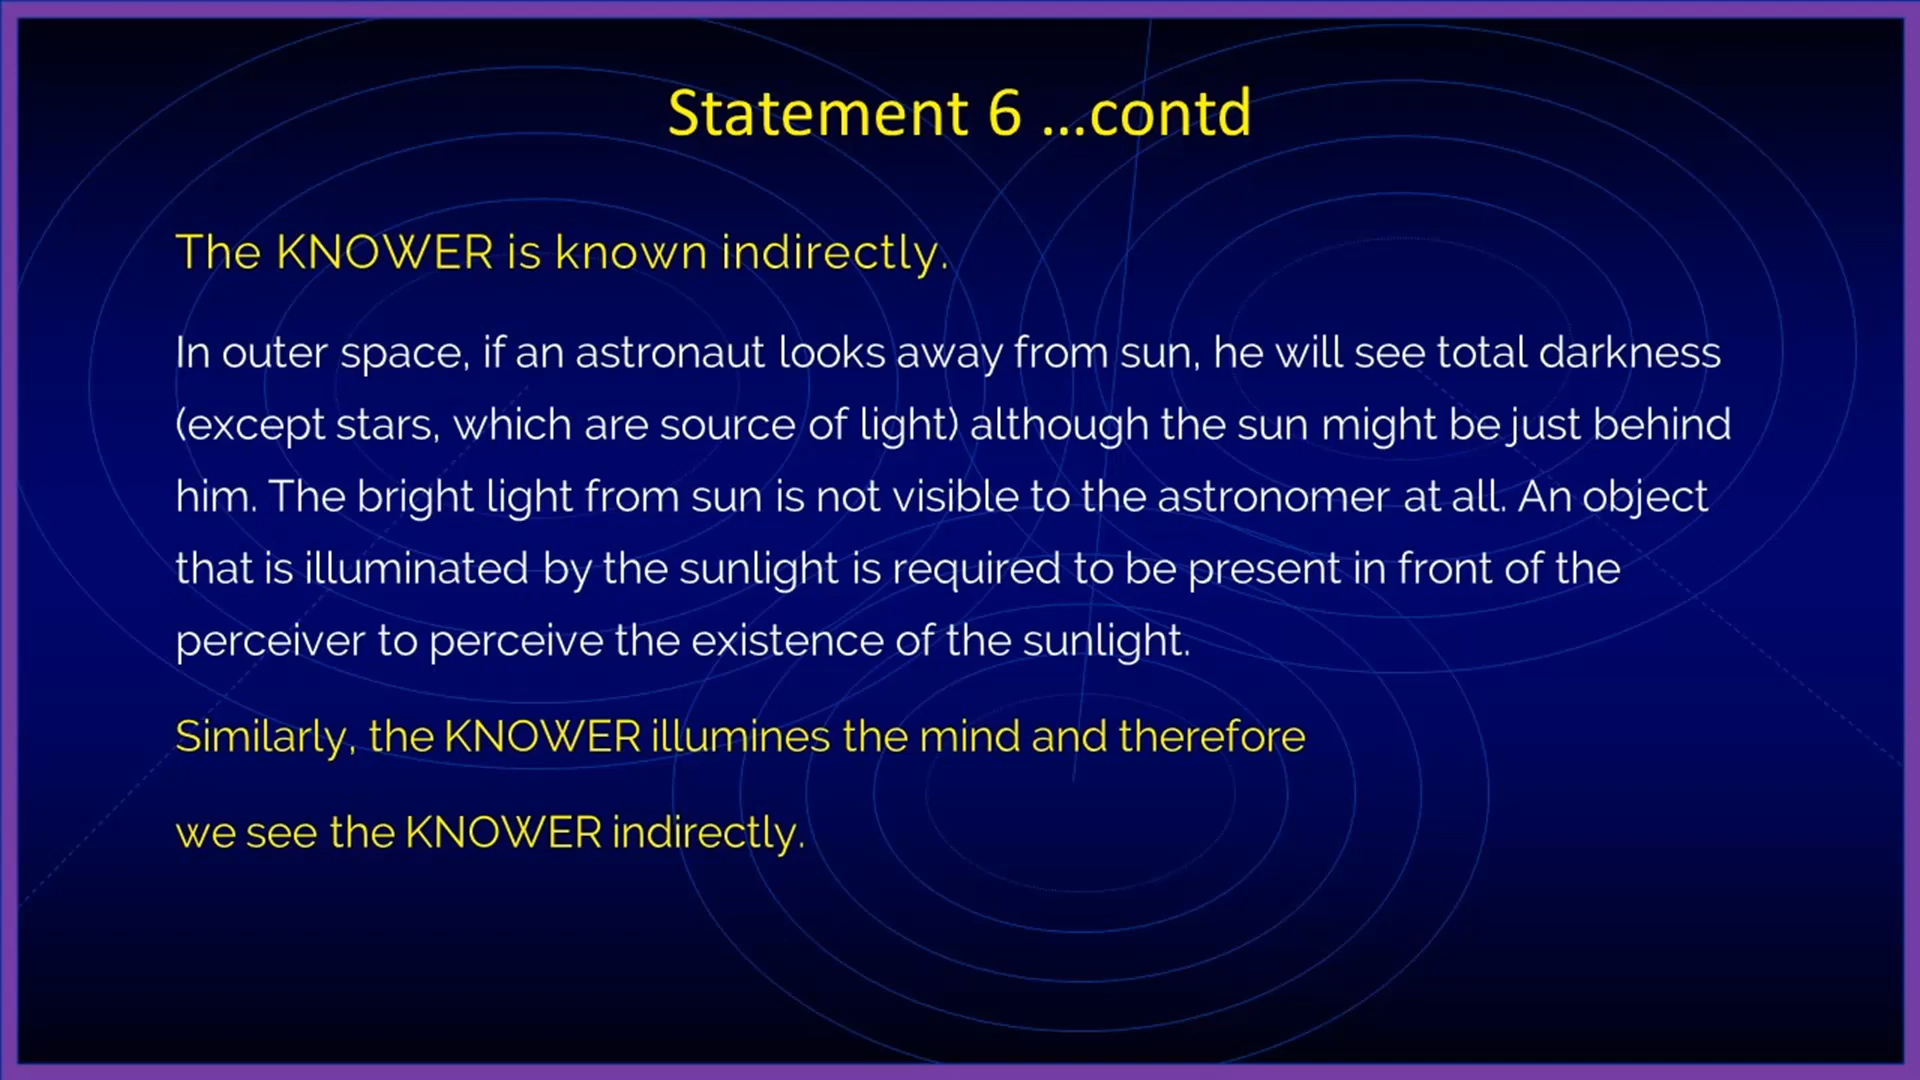 Statement 6 ...contd
The KNOWER is known indirectly.
In outer space, if an astronaut looks away from sun, he will see total darkness
(except stars, which are source of light) although the sun might be just behind
him. The bright light from sun is not visible to the astronomer at all. An object
that is illuminated by the sunlight is required to be present in front of the
perceiver to perceive the existence of the sunlight.
Similarly, the KNOWER illumines the mind and therefore
we see the KNOWER indirectly.